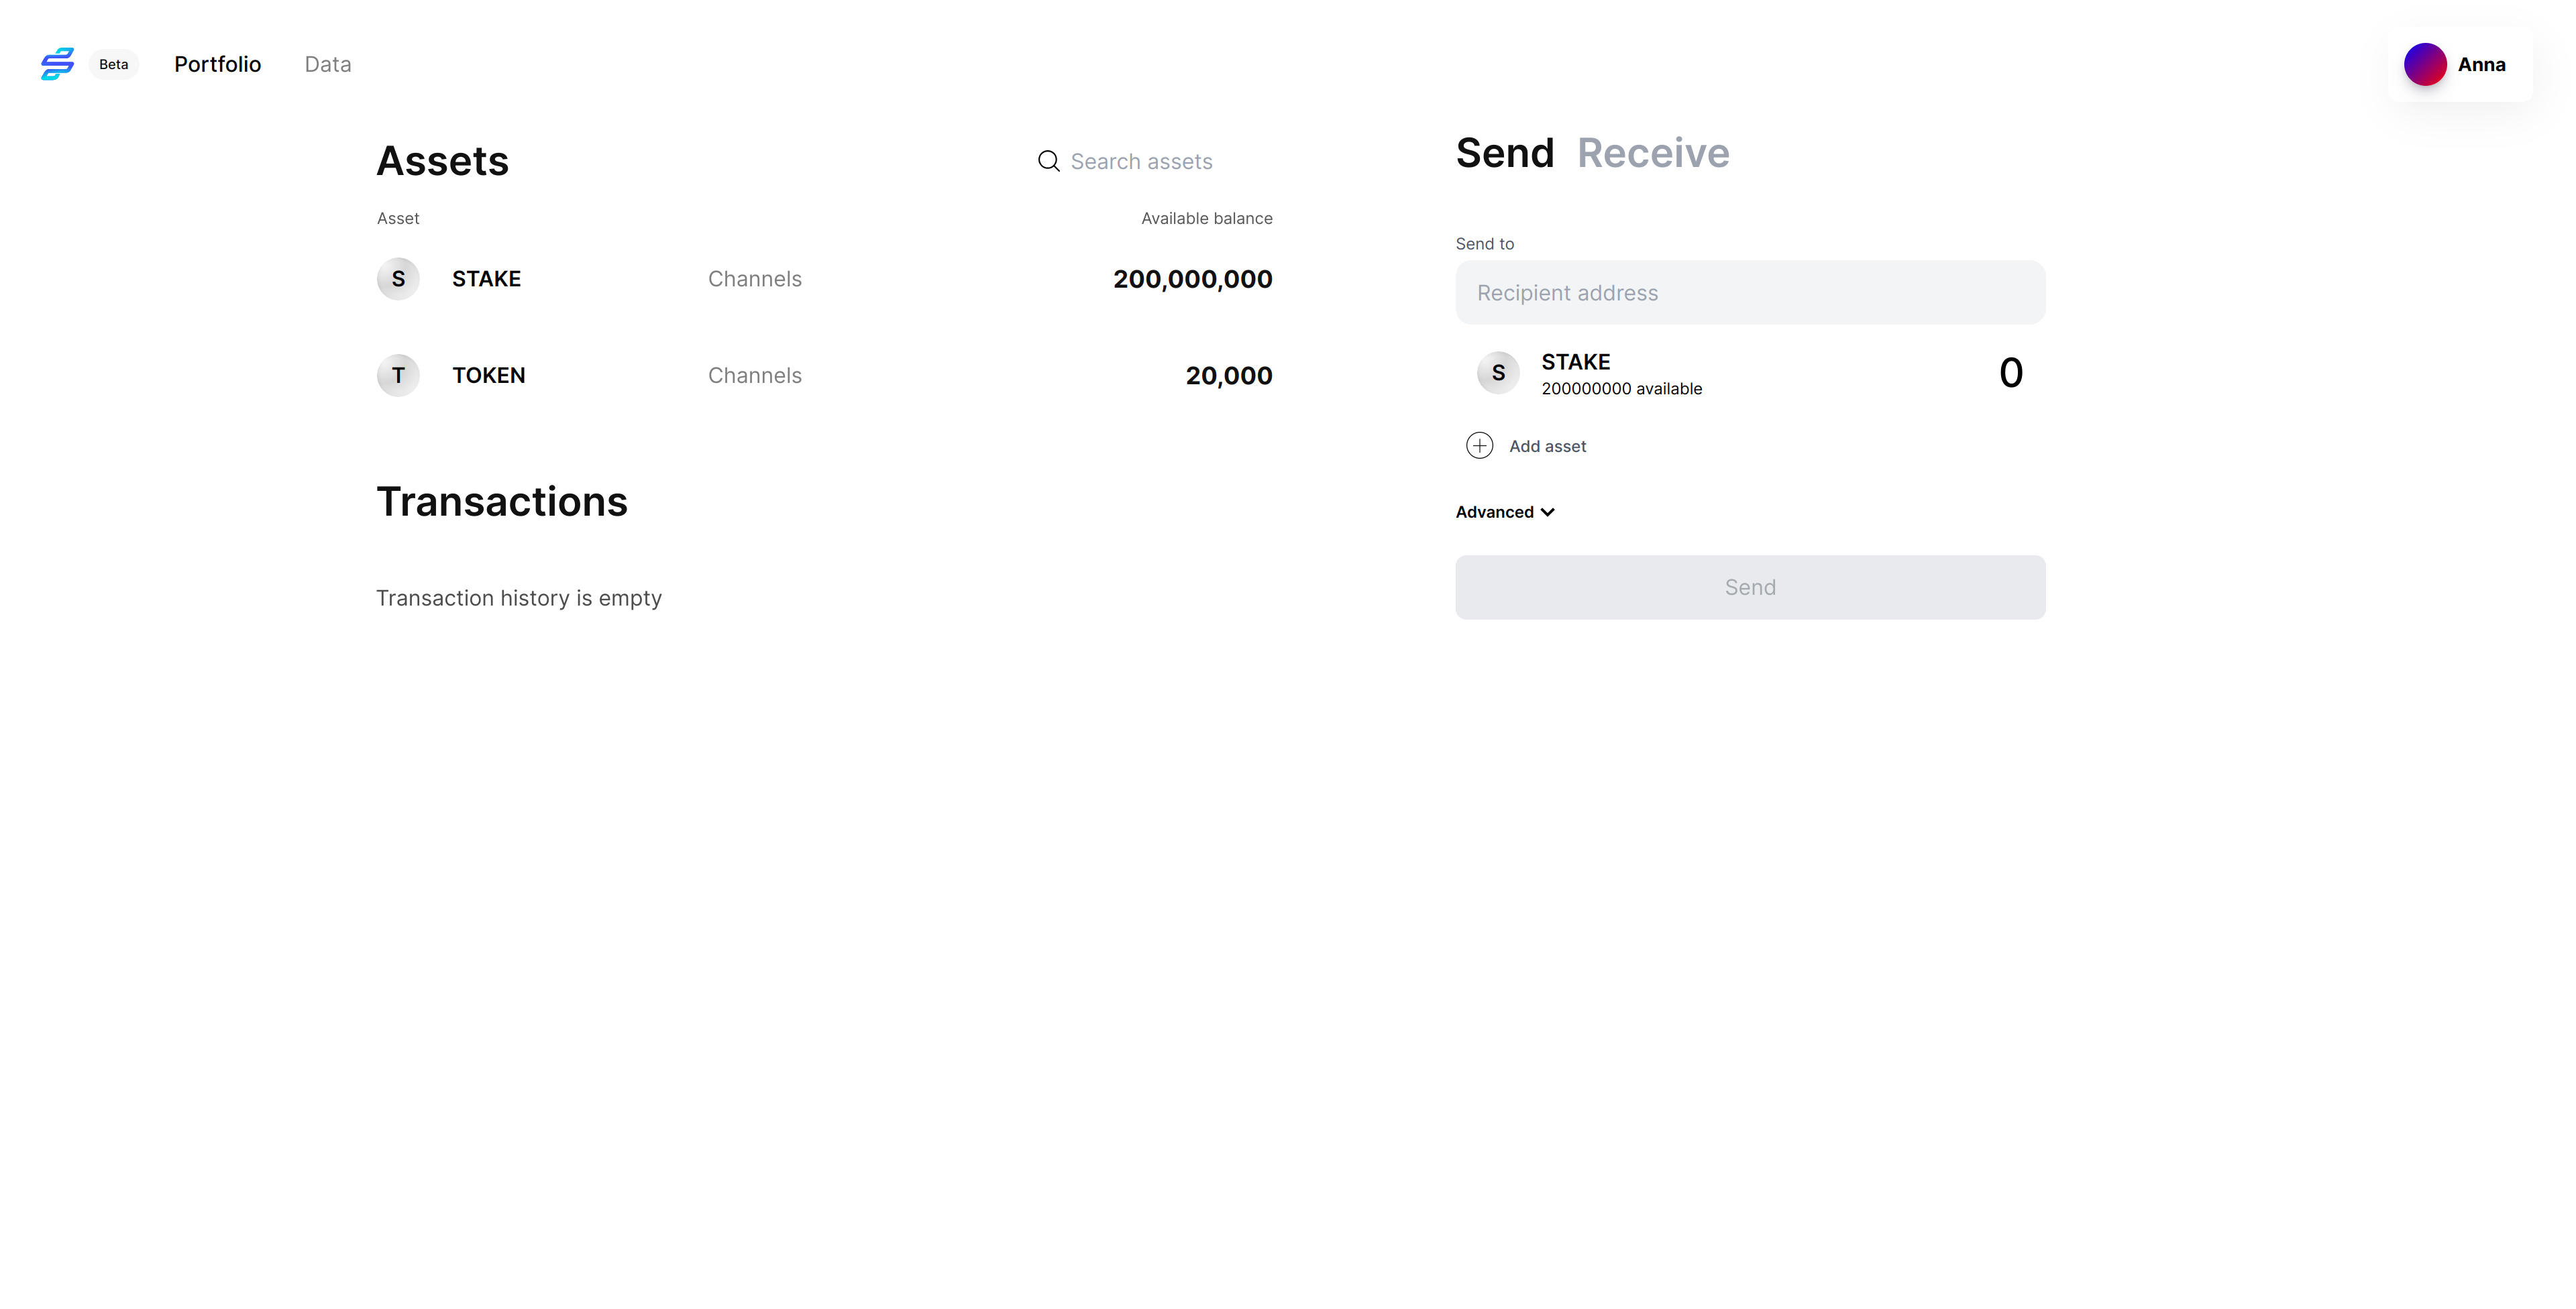 Beta
Portfolio
Data
Anna
Assets
Search assets
Asset
Available balance
S
STAKE
Channels
200,000,000
T
TOKEN
Channels
20,000
Transactions
Transaction history is empty
Send
Receive
Send to
Recipient address
S
STAKE
200000000 available
0
Add asset
Advanced
Send